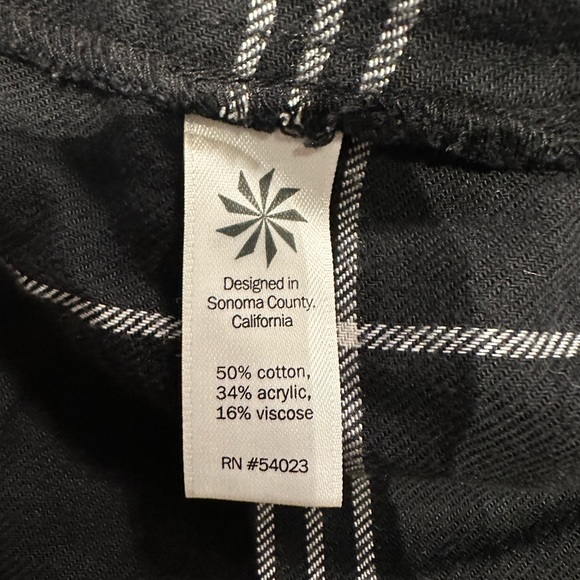 Designed in
Sonoma County,
California
50% cotton,
34% acrylic,
16% viscose
RN #54023